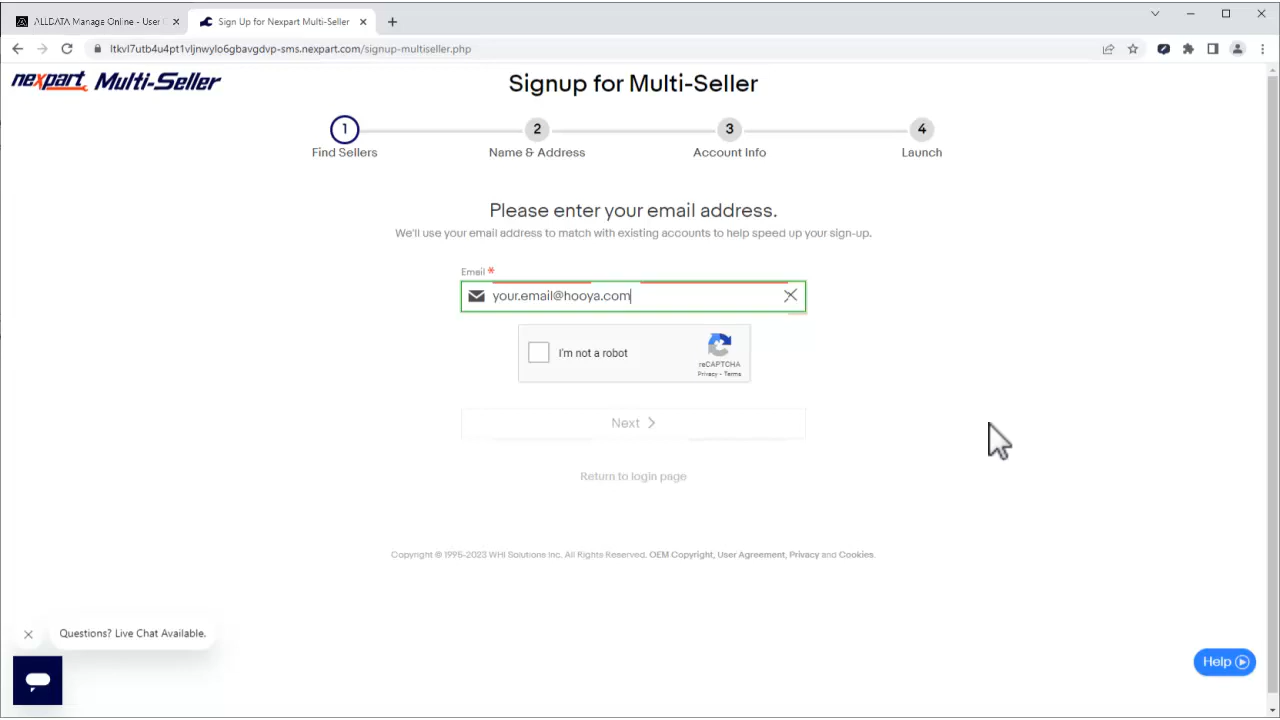 ALLDATA Manage Online - User
Sign Up for Nexpart Multi-Seller
ltkvl7utb4u4pt1vljnwylo6gbavgdvp-sms.nexpart.com/signup-multiseller.php
nexpart Multi-Seller
Signup for Multi-Seller
1 2 3 4
Find Sellers Name & Address Account Info Launch
Please enter your email address.
We'll use your email address to match with existing accounts to help speed up your sign-up.
Email *
your.email@hooya.com
I'm not a robot
reCAPTCHA
Privacy - Terms
Next
Return to login page
Copyright © 1995-2023 WHI Solutions Inc. All Rights Reserved. OEM Copyright, User Agreement, Privacy and Cookies.
Questions? Live Chat Available.
Help